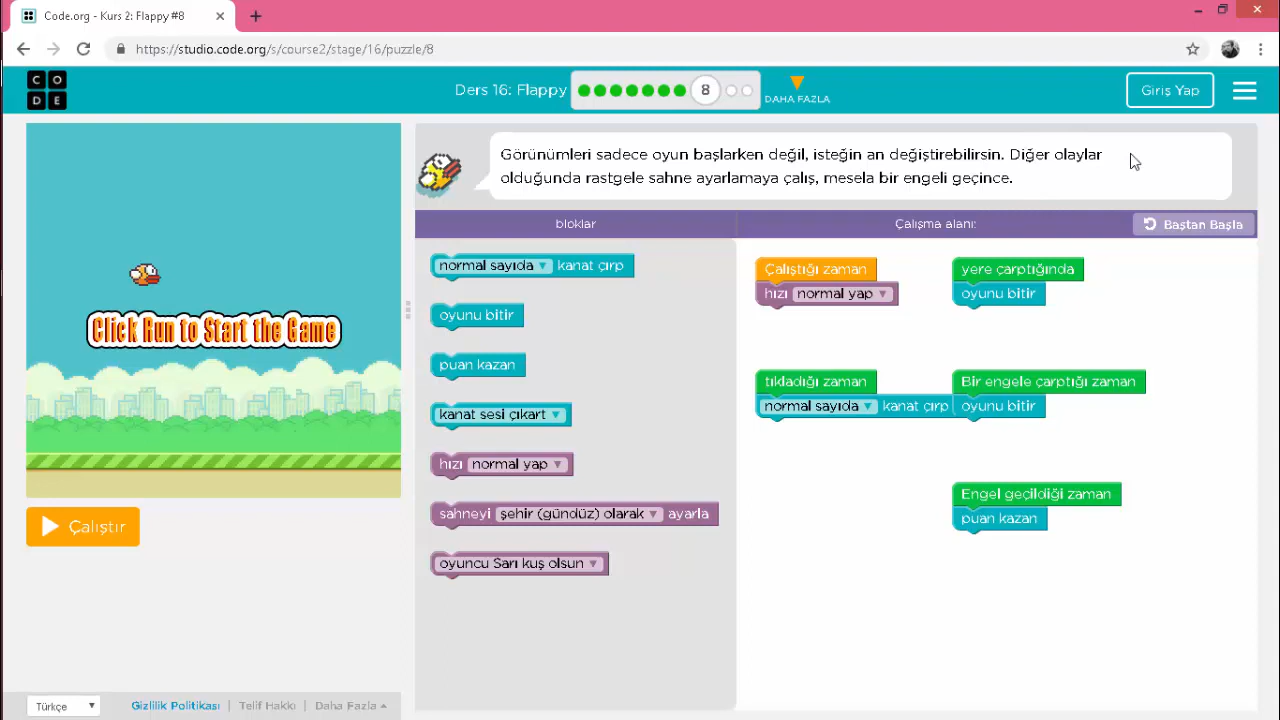 Code.org - Kurs 2: Flappy #8
https://studio.code.org/s/course2/stage/16/puzzle/8
C O
D E
Ders 16: Flappy
8
DAHA FAZLA
Giriş Yap
Görünümleri sadece oyun başlarken değil, isteğin an değiştirebilirsin. Diğer olaylar
olduğunda rastgele sahne ayarlamaya çalış, mesela bir engeli geçince.
bloklar
Çalışma alanı:
Baştan Başla
Click Run to Start the Game
Çalıştır
normal sayıda kanat çırp
oyunu bitir
puan kazan
kanat sesi çıkart
hızı normal yap
sahneyi şehir (gündüz) olarak ayarla
oyuncu Sarı kuş olsun
Çalıştığı zaman
hızı normal yap
yere çarptığında
oyunu bitir
tıkladığı zaman
normal sayıda kanat çırp
Bir engele çarptığı zaman
oyunu bitir
Engel geçildiği zaman
puan kazan
Türkçe
Gizlilik Politikası
Telif Hakkı
Daha Fazla